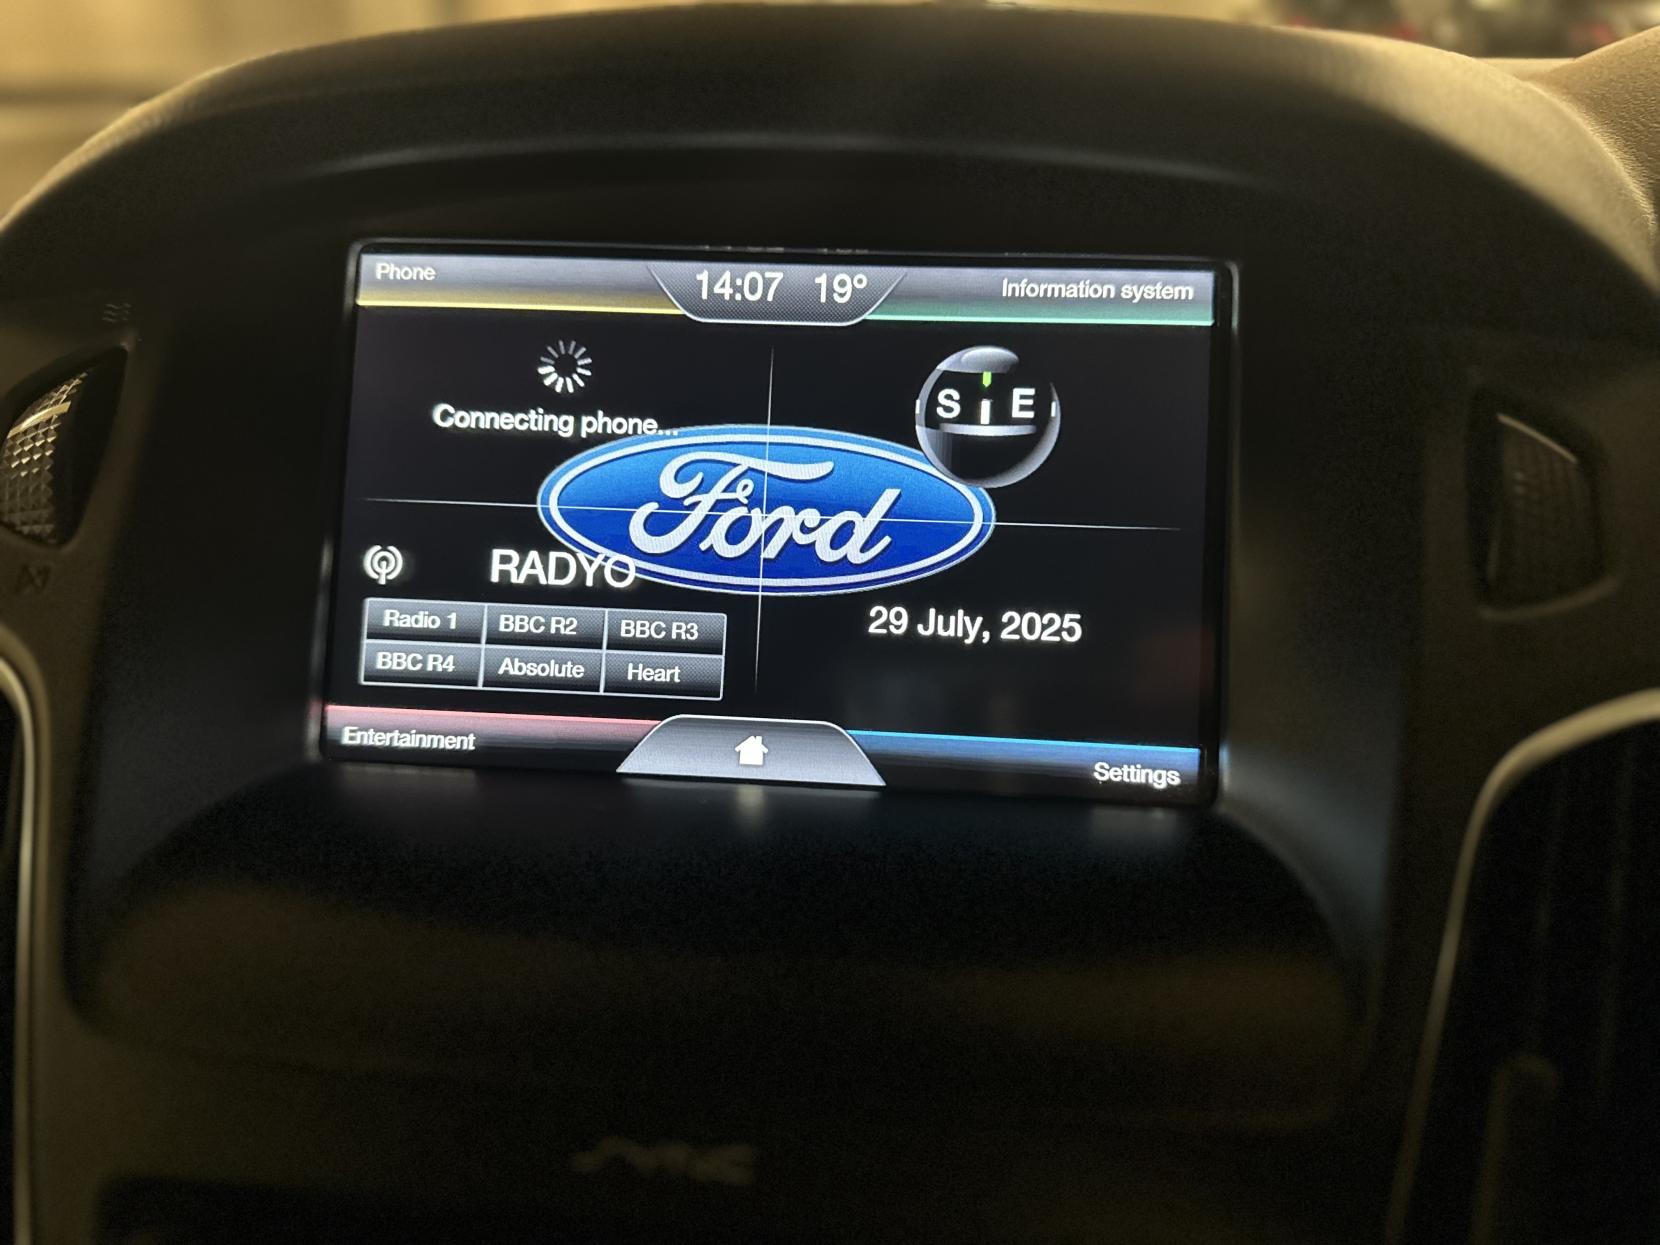 Phone
14:07 19°
Information system
Connecting phone...
S E
Ford
RADYO
Radio 1 BBC R2 BBC R3
BBC R4 Absolute Heart
29 July, 2025
Entertainment
Settings